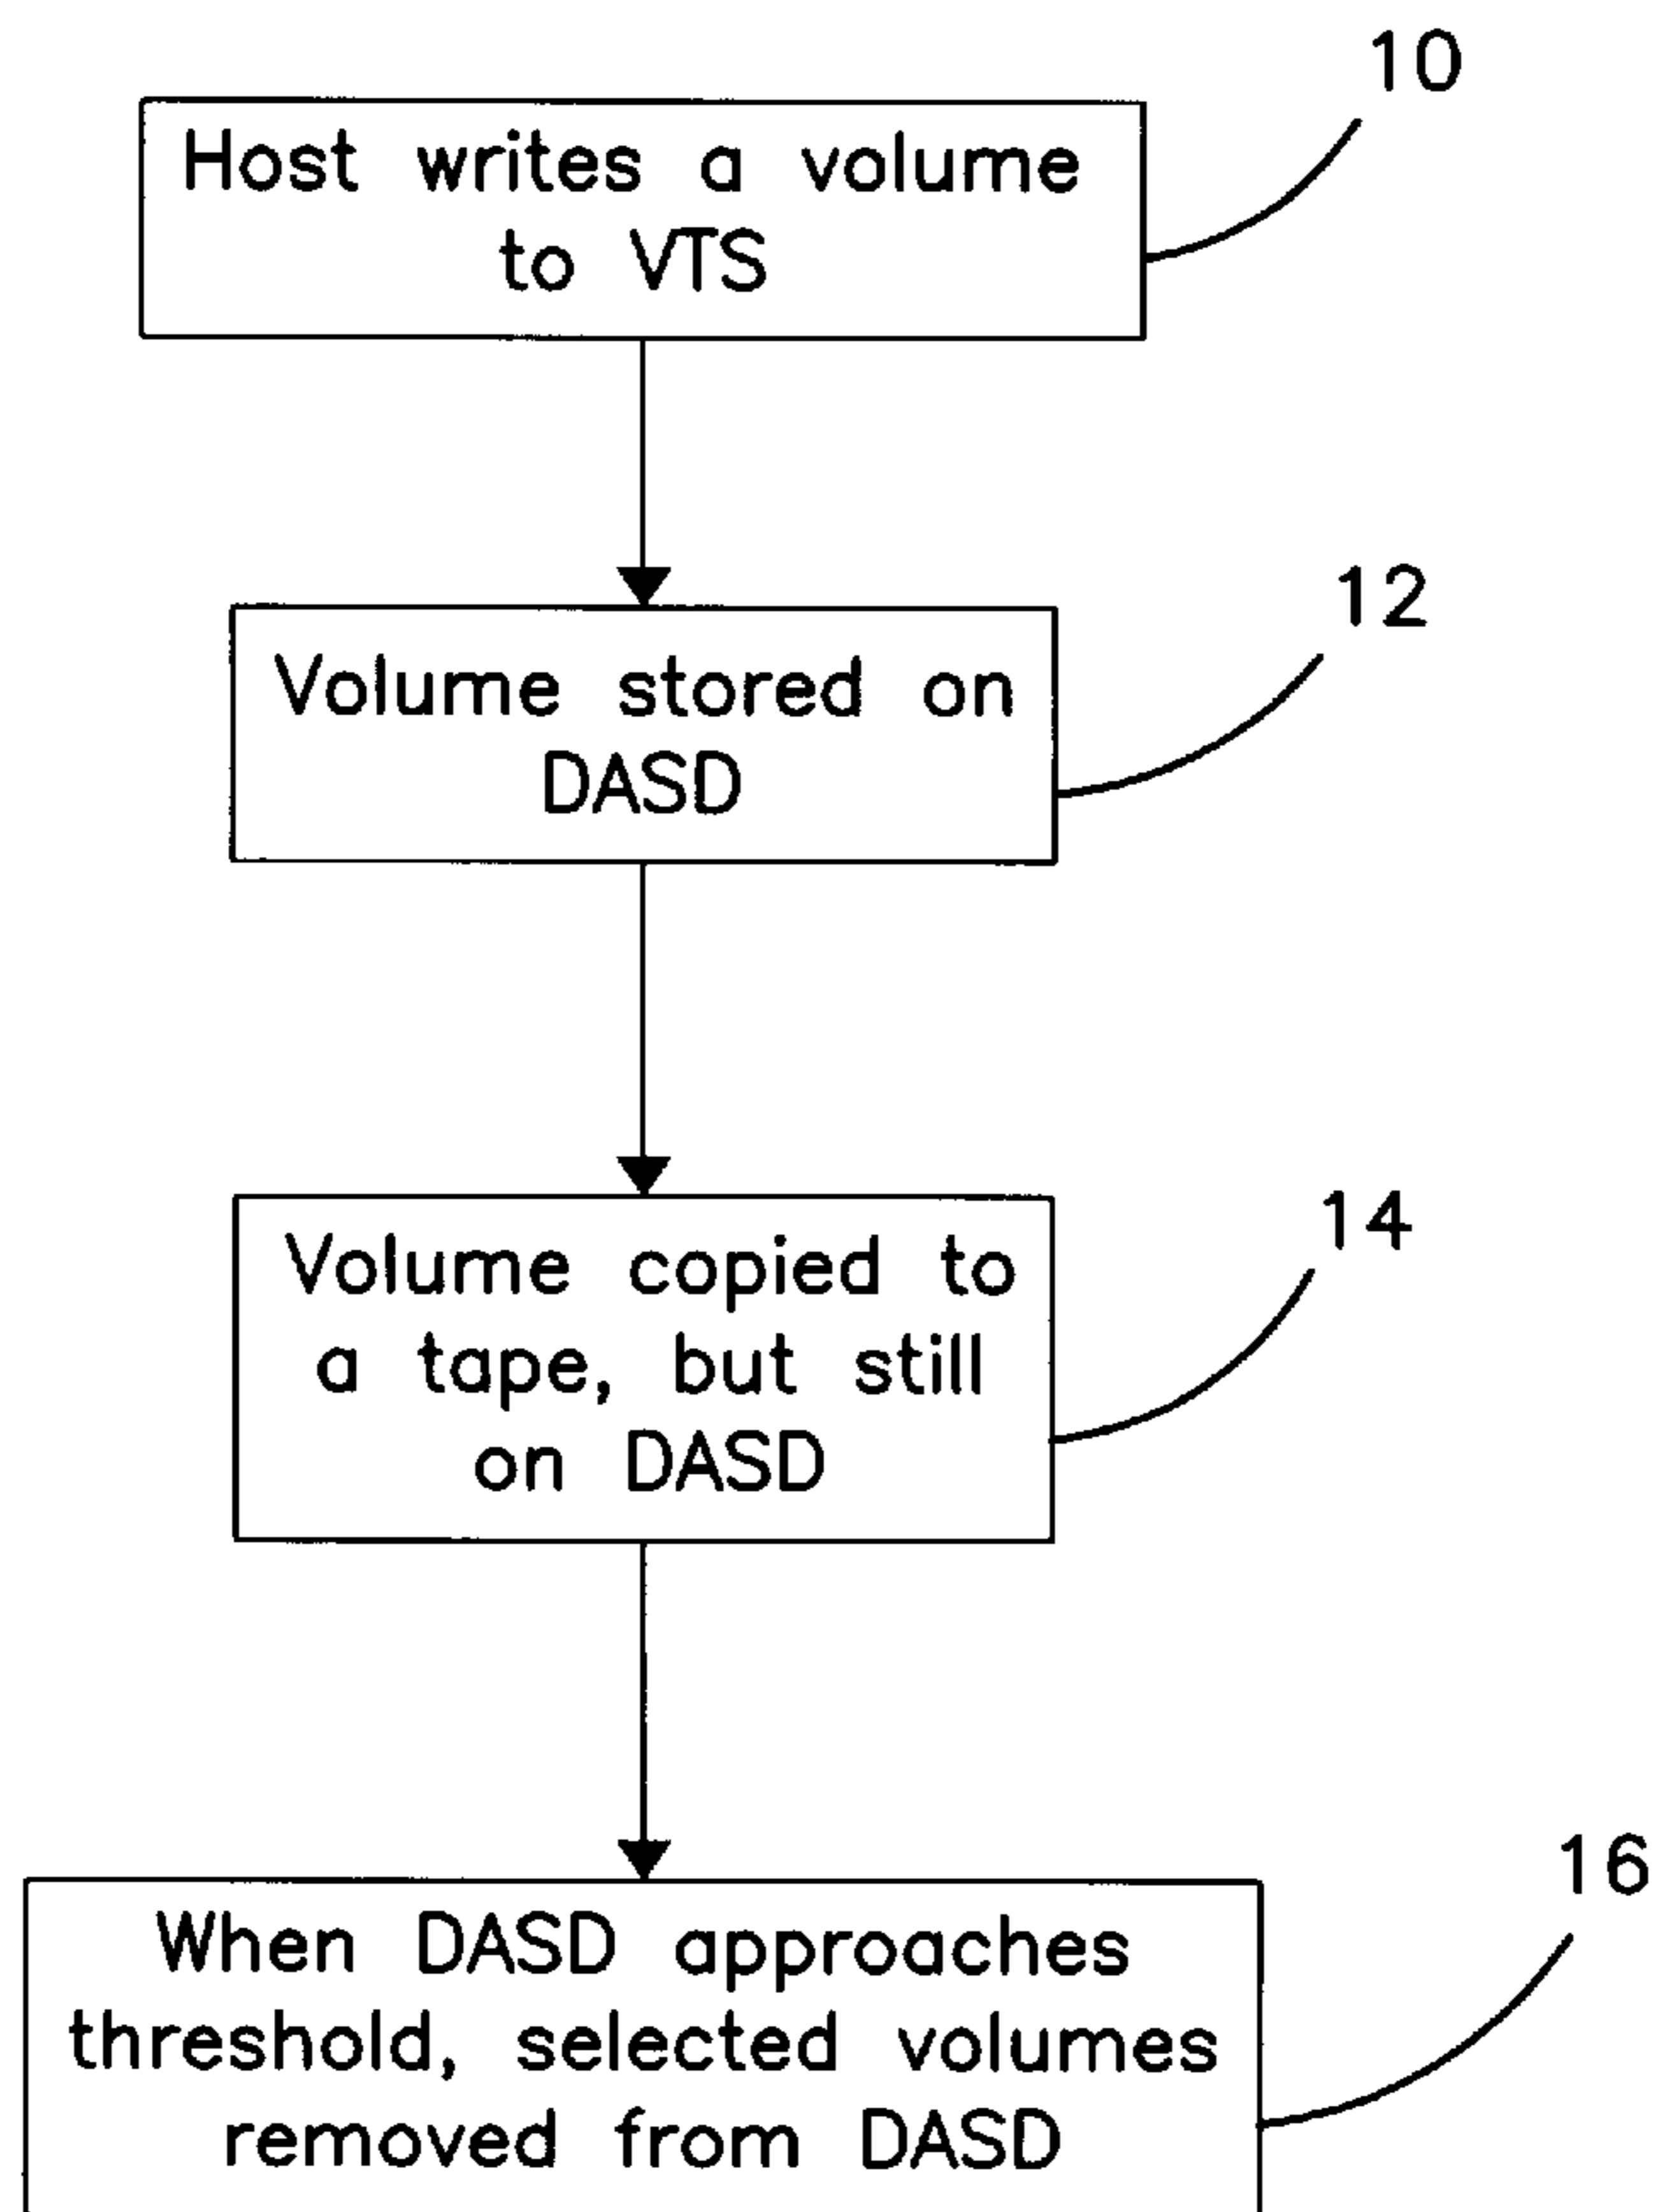 10
Host writes a volume
to VTS
12
Volume stored on
DASD
14
Volume copied to
a tape, but still
on DASD
16
When DASD approaches
threshold, selected volumes
removed from DASD